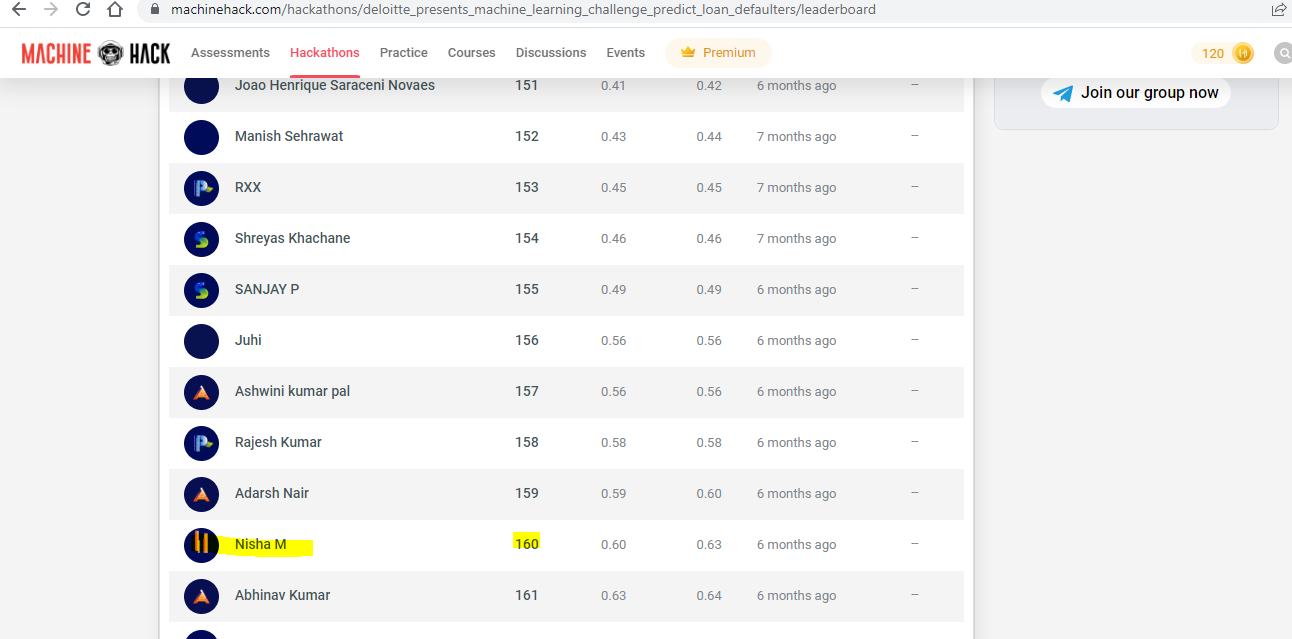 machinehack.com/hackathons/deloitte_presents_machine_learning_challenge_predict_loan_defaulters/leaderboard
MACHINE HACK Assessments Hackathons Practice Courses Discussions Events Premium 120
Joao Henrique Saraceni Novaes 151 0.41 0.42 6 months ago --
Join our group now
Manish Sehrawat 152 0.43 0.44 7 months ago --
RXX 153 0.45 0.45 7 months ago --
Shreyas Khachane 154 0.46 0.46 7 months ago --
SANJAY P 155 0.49 0.49 6 months ago --
Juhi 156 0.56 0.56 6 months ago --
Ashwini kumar pal 157 0.56 0.56 6 months ago --
Rajesh Kumar 158 0.58 0.58 6 months ago --
Adarsh Nair 159 0.59 0.60 6 months ago --
Nisha M 160 0.60 0.63 6 months ago --
Abhinav Kumar 161 0.63 0.64 6 months ago --